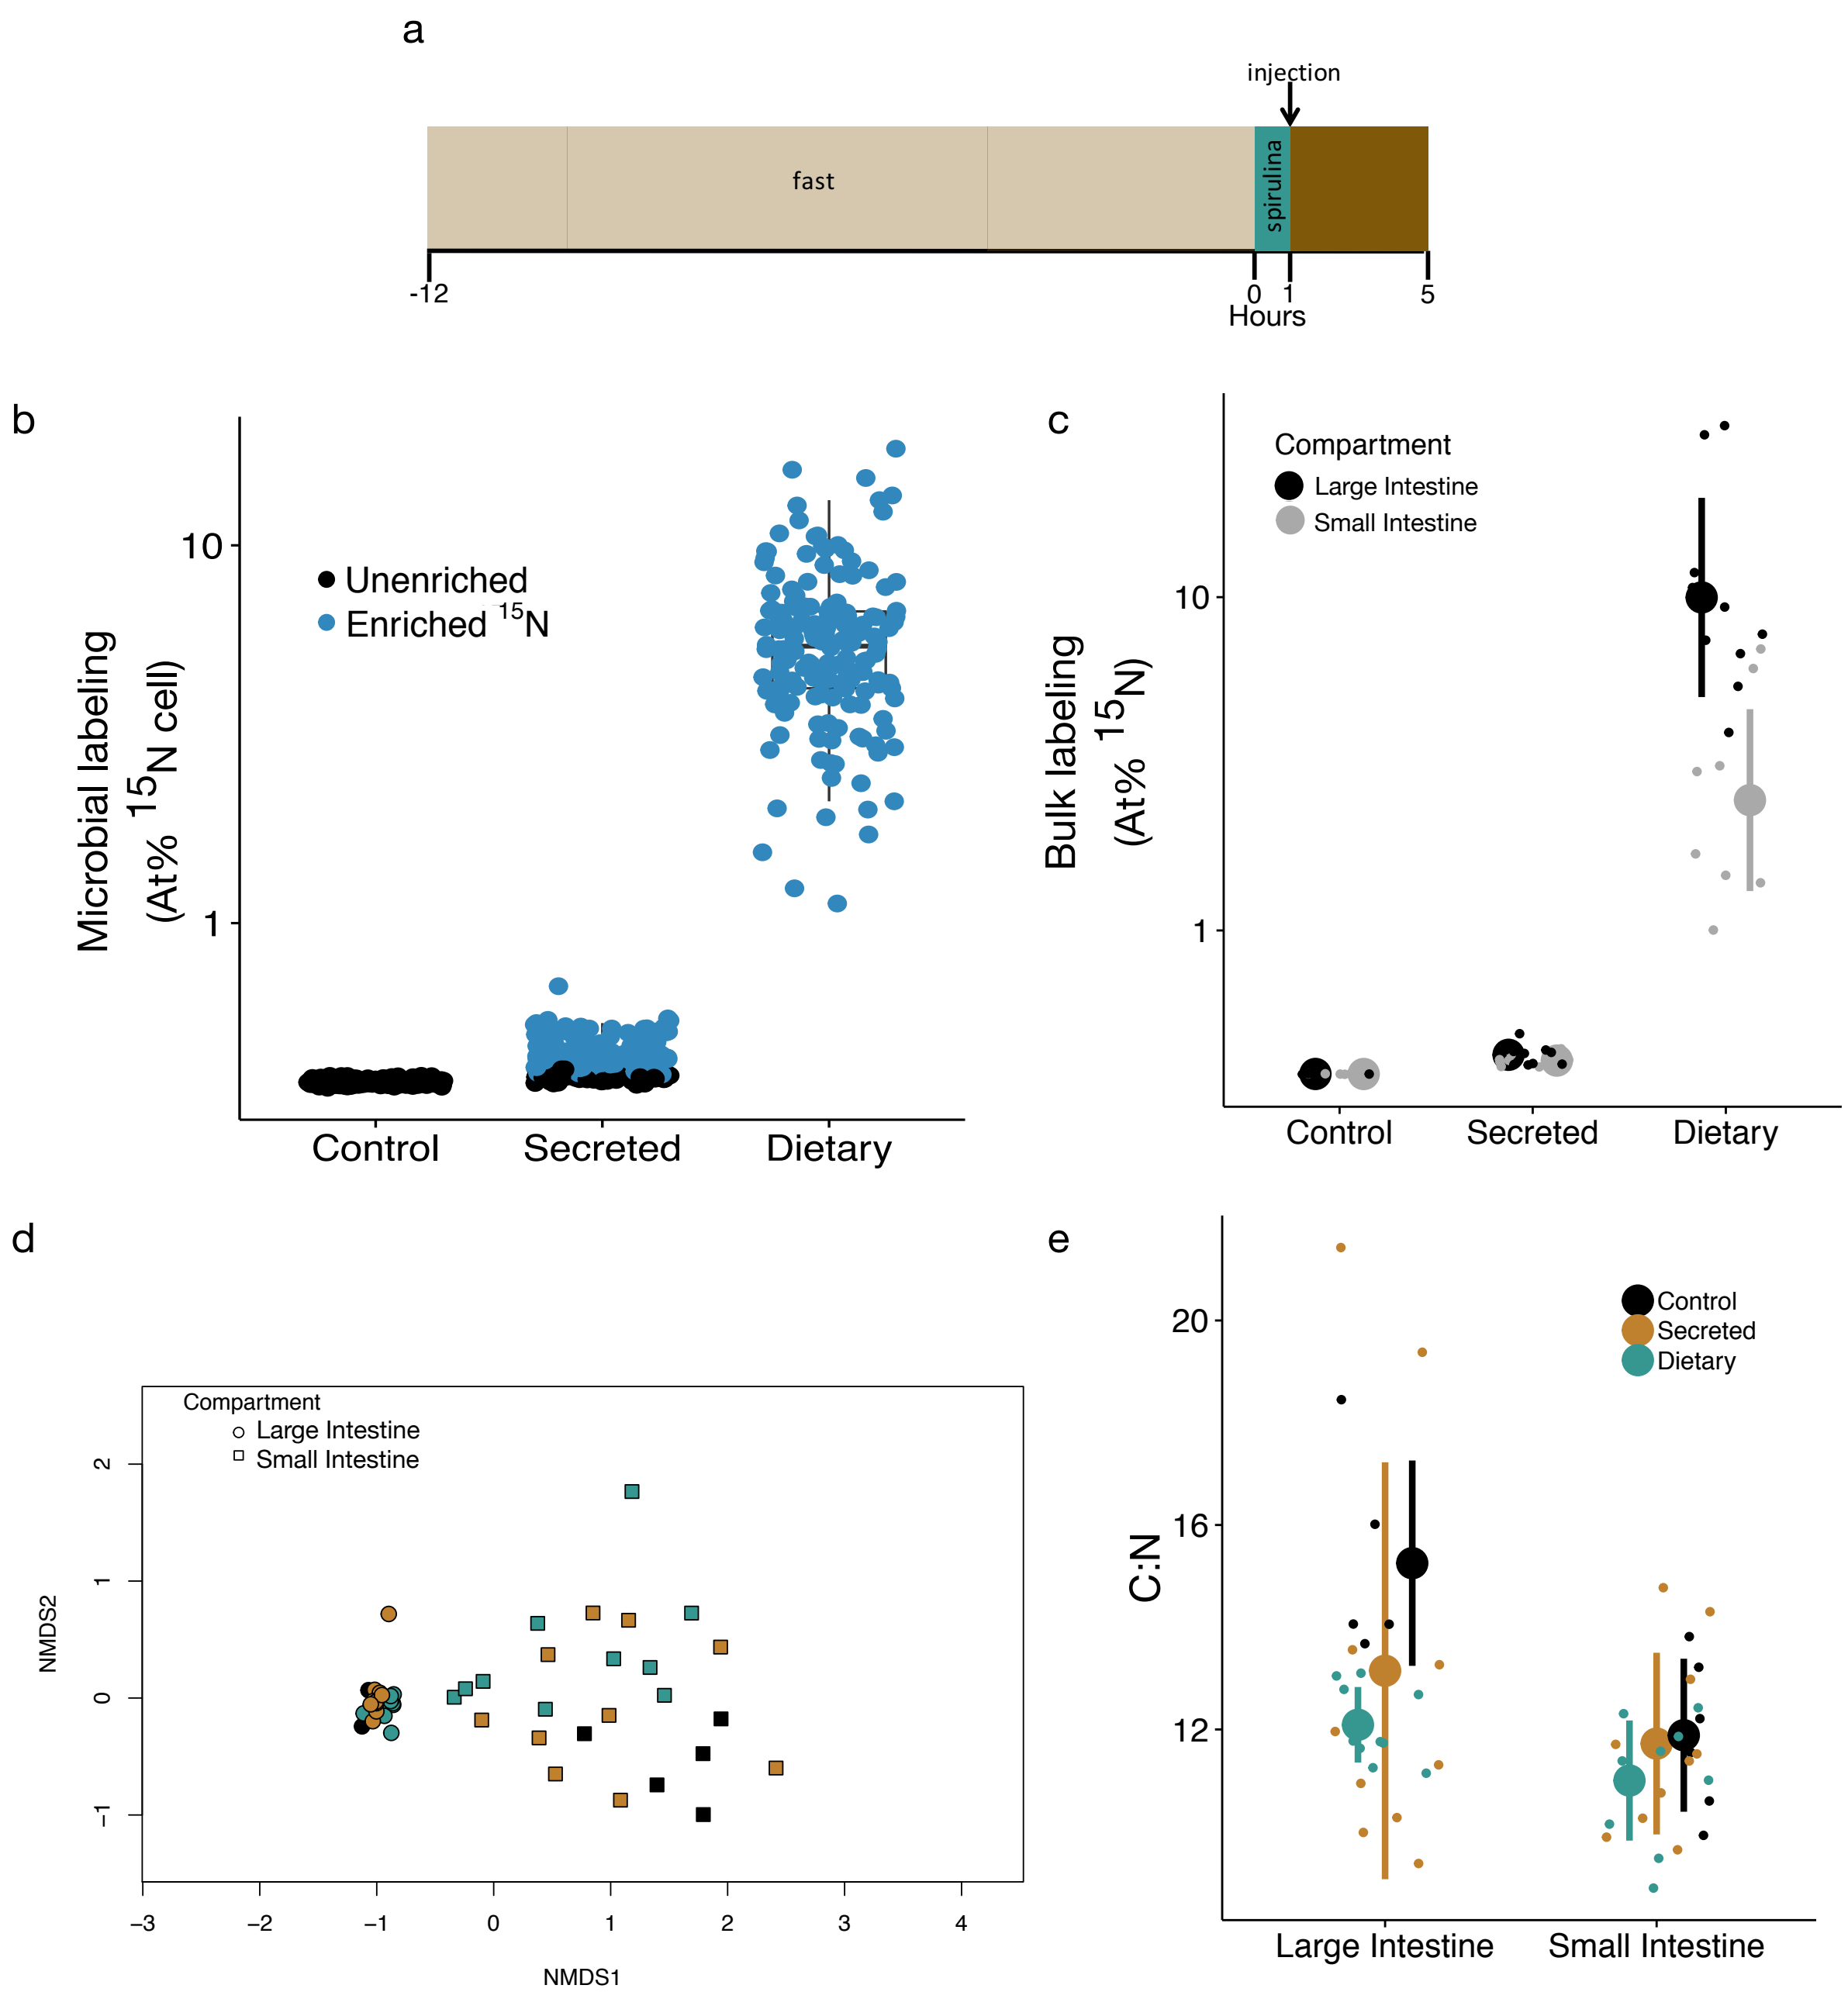 a
injection
fast
spirulina
-12
0
1
5
Hours
b
Microbial labeling
(At% 15N cell)
10
1
Unenriched
Enriched 15N
Control
Secreted
Dietary
c
Bulk labeling
(At% 15N)
10
1
Compartment
Large Intestine
Small Intestine
Control
Secreted
Dietary
d
Compartment
Large Intestine
Small Intestine
NMDS2
2
1
0
−1
−3
−2
−1
0
1
2
3
4
NMDS1
e
C:N
20
16
12
Control
Secreted
Dietary
Large Intestine
Small Intestine